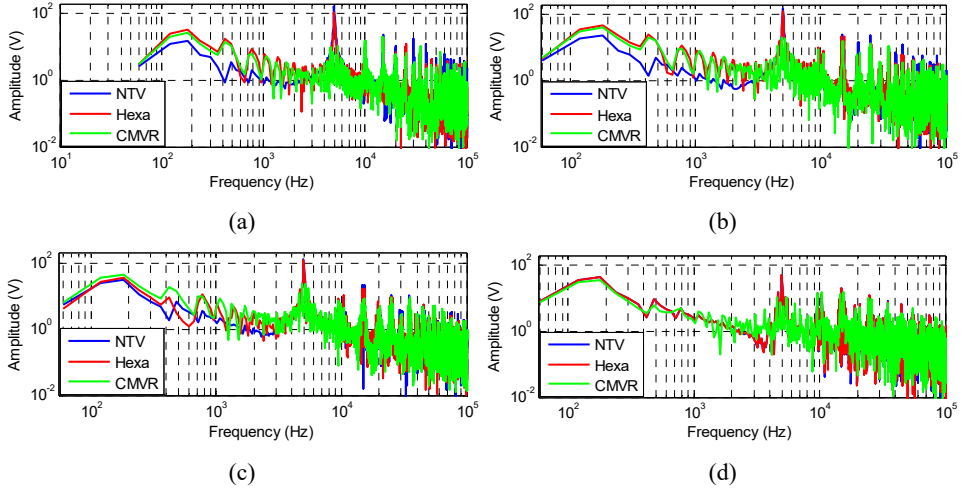 10^2
10^0
10^-2
Amplitude (V)
NTV
Hexa
CMVR
10^1 10^2 10^3 10^4 10^5
Frequency (Hz)
(a)
10^2
10^0
10^-2
Amplitude (V)
NTV
Hexa
CMVR
10^2 10^3 10^4 10^5
Frequency (Hz)
(b)
10^2
10^0
10^-2
Amplitude (V)
NTV
Hexa
CMVR
10^2 10^3 10^4 10^5
Frequency (Hz)
(c)
10^2
10^0
10^-2
Amplitude (V)
NTV
Hexa
CMVR
10^2 10^3 10^4 10^5
Frequency (Hz)
(d)